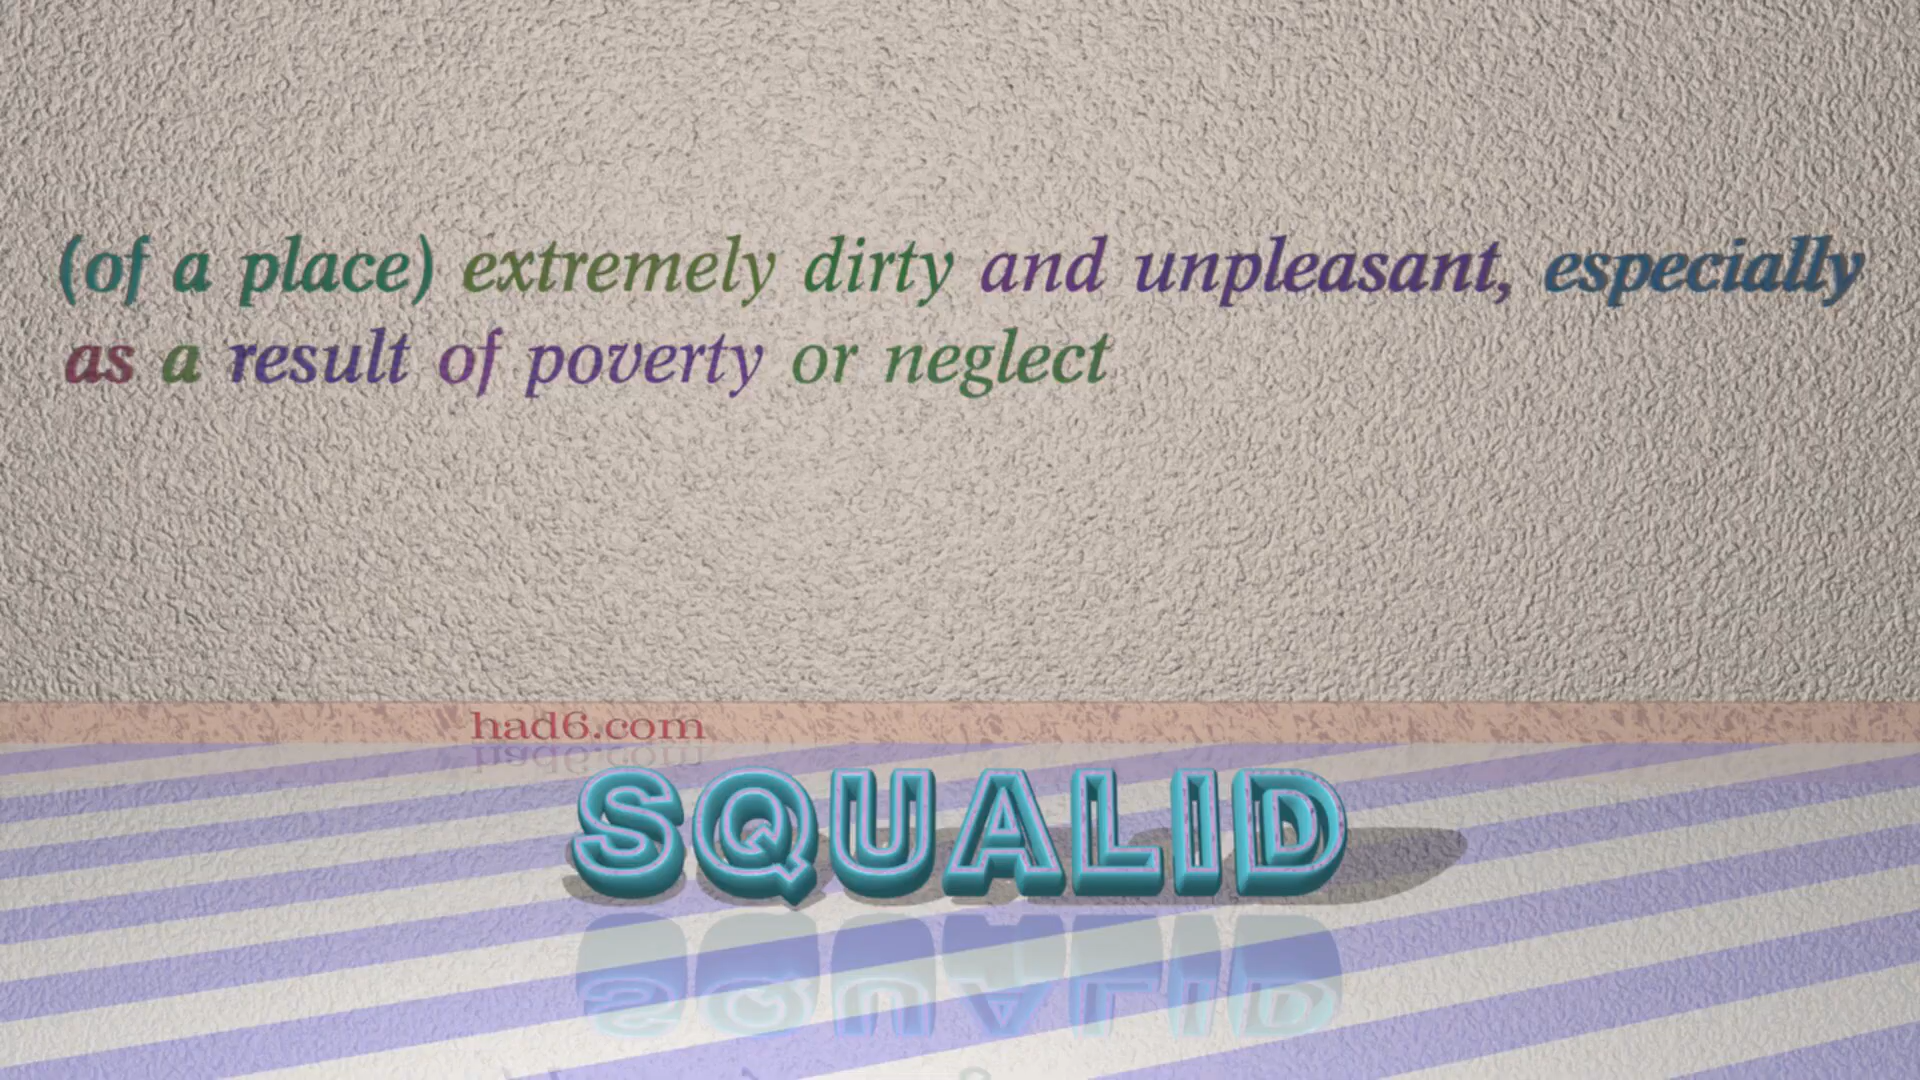 (of a place) extremely dirty and unpleasant, especially
as a result of poverty or neglect
had6.com
SQUALID